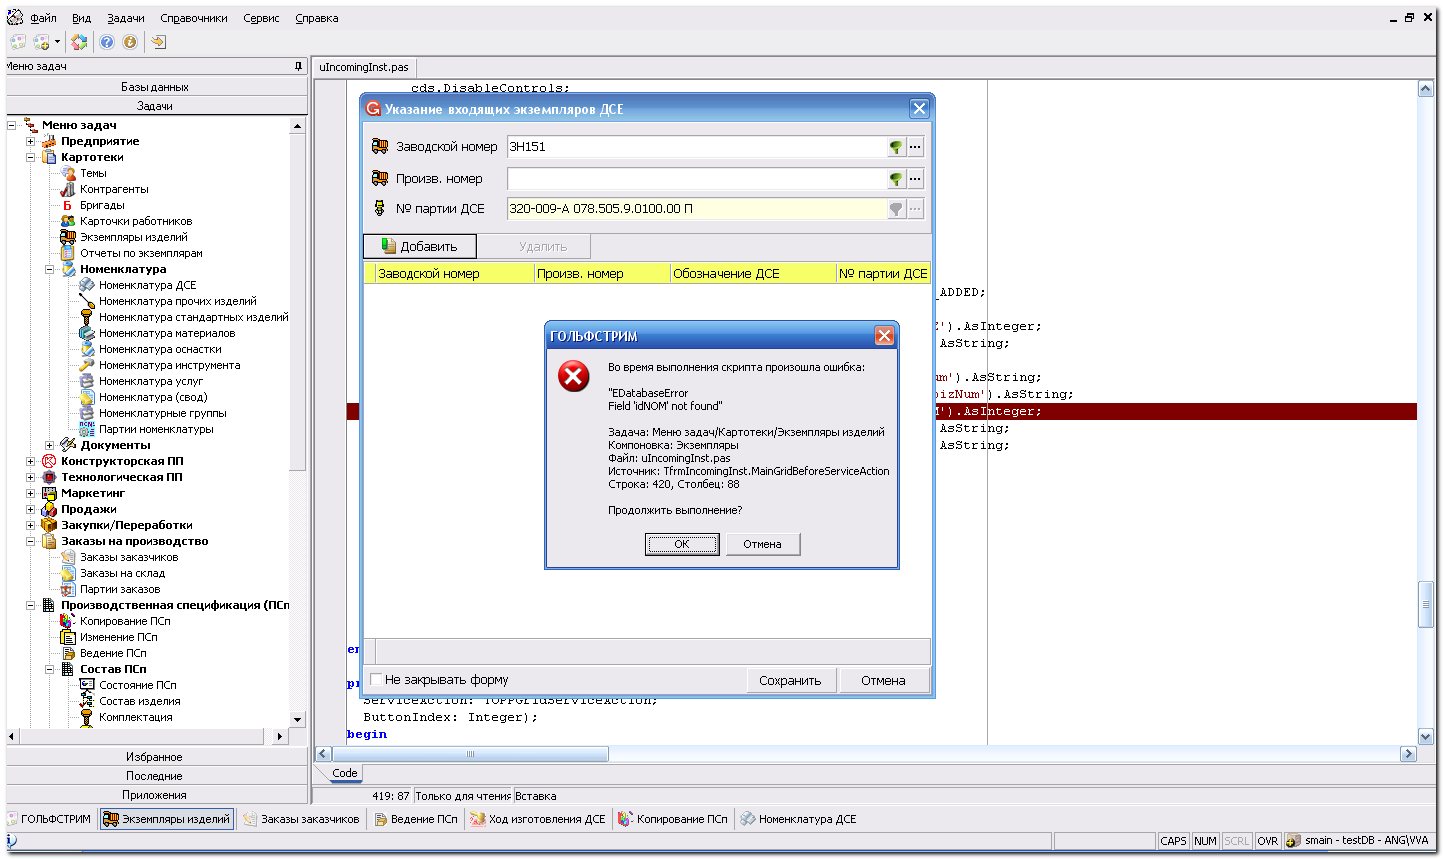 Файл Вид Задачи Справочники Сервис Справка
Меню задач
Базы данных
Задачи
Меню задач
Предприятие
Картотеки
Темы
Контрагенты
Бригады
Карточки работников
Экземпляры изделий
Отчеты по экземплярам
Номенклатура
Номенклатура ДСЕ
Номенклатура прочих изделий
Номенклатура стандартных изделий
Номенклатура материалов
Номенклатура оснастки
Номенклатура инструмента
Номенклатура услуг
Номенклатура (свод)
Номенклатурные группы
Партии номенклатуры
Документы
Конструкторская ПП
Технологическая ПП
Маркетинг
Продажи
Закупки/Переработки
Заказы на производство
Заказы заказчиков
Заказы на склад
Партии заказов
Производственная спецификация (ПСп
Копирование ПСп
Изменение ПСп
Ведение ПСп
Состав ПСп
Состояние ПСп
Состав изделия
Комплектация
Избранное
Последние
Приложения
uIncomingInst.pas
cds.DisableControls;
Указание входящих экземпляров ДСЕ
Заводской номер ЗН151
Произв. номер
№ партии ДСЕ 320-009-А 078.505.9.0100.00 П
Добавить Удалить
Заводской номер Произв. номер Обозначение ДСЕ № партии ДСЕ
_ADDED;
').AsInteger;
.AsString;
').AsString;
bizNum').AsString;
').AsInteger;
.AsString;
.AsString;
ГОЛЬФСТРИМ
Во время выполнения скрипта произошла ошибка:
"EDatabaseError
Field 'idNOM' not found"
Задача: Меню задач/Картотеки/Экземпляры изделий
Компоновка: Экземпляры
Файл: uIncomingInst.pas
Источник: TfrmIncomingInst.MainGridBeforeServiceAction
Строка: 420, Столбец: 88
Продолжить выполнение?
OK Отмена
Не закрывать форму Сохранить Отмена
ServiceAction: TOPPGridServiceAction;
ButtonIndex: Integer);
begin
Code
419: 87 Только для чтения Вставка
ГОЛЬФСТРИМ Экземпляры изделий Заказы заказчиков Ведение ПСп Ход изготовления ДСЕ Копирование ПСп Номенклатура ДСЕ
CAPS NUM SCRL OVR smain - testDB - ANG\VVA